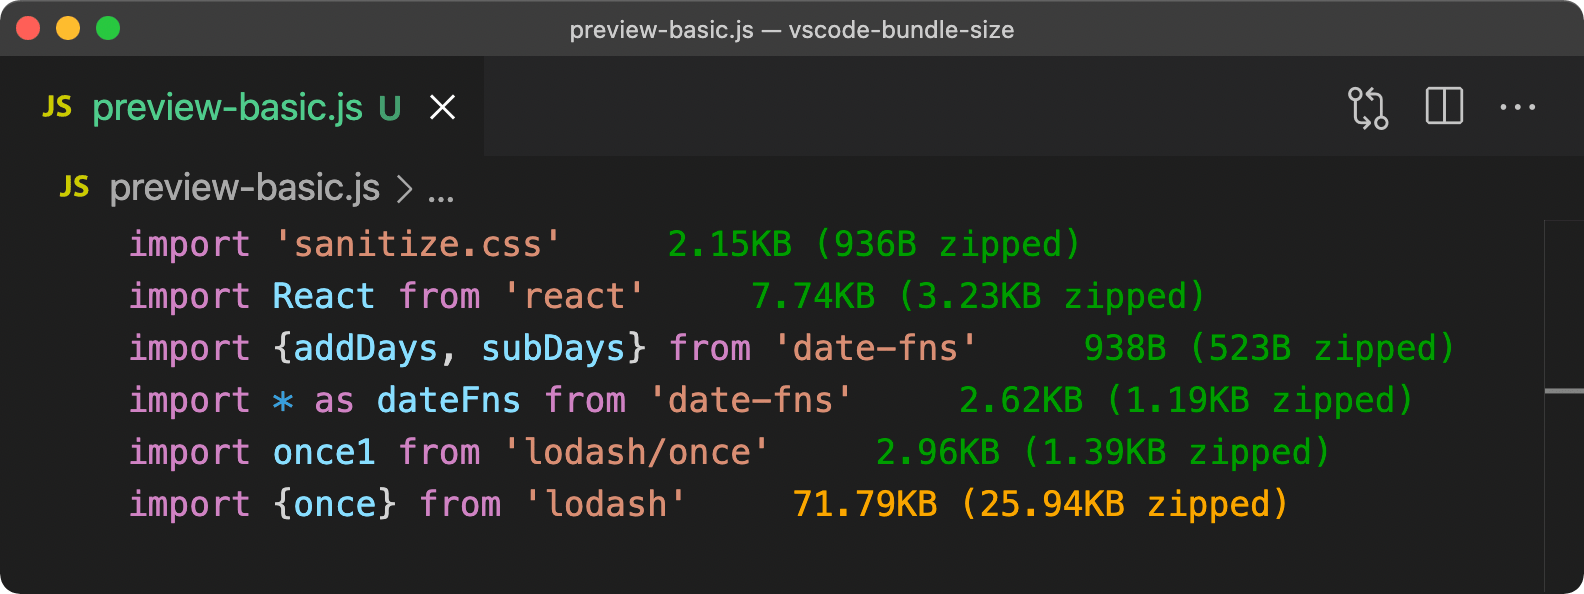 preview-basic.js — vscode-bundle-size
JS preview-basic.js U
JS preview-basic.js > ...
import 'sanitize.css' 2.15KB (936B zipped)
import React from 'react' 7.74KB (3.23KB zipped)
import {addDays, subDays} from 'date-fns' 938B (523B zipped)
import * as dateFns from 'date-fns' 2.62KB (1.19KB zipped)
import once1 from 'lodash/once' 2.96KB (1.39KB zipped)
import {once} from 'lodash' 71.79KB (25.94KB zipped)